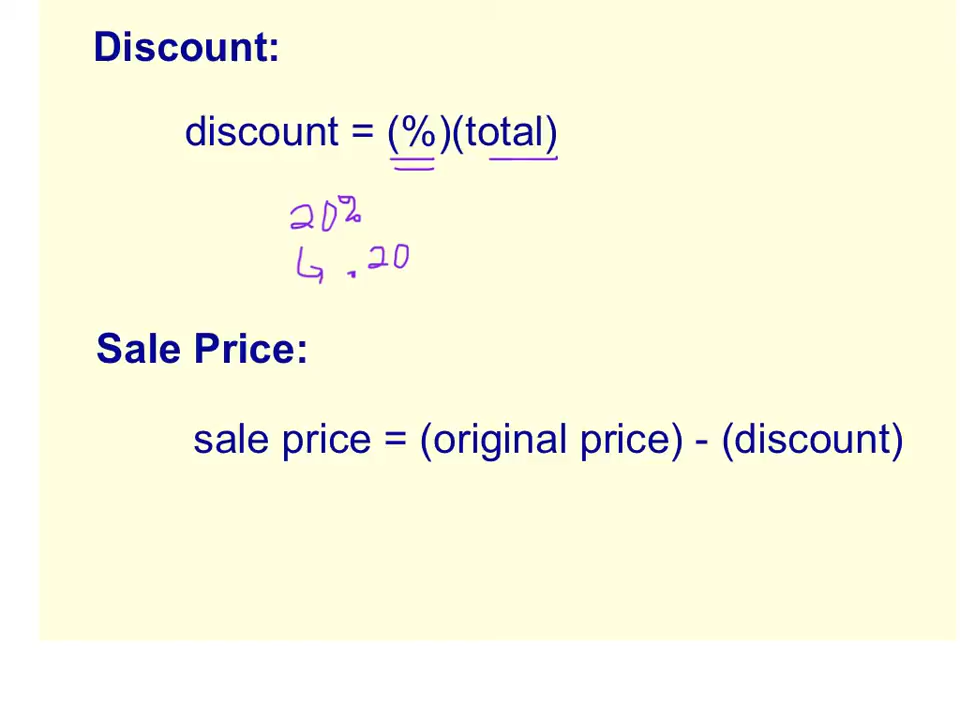 Discount:
discount = (%)(total)
20%
↳ .20
Sale Price:
sale price = (original price) - (discount)